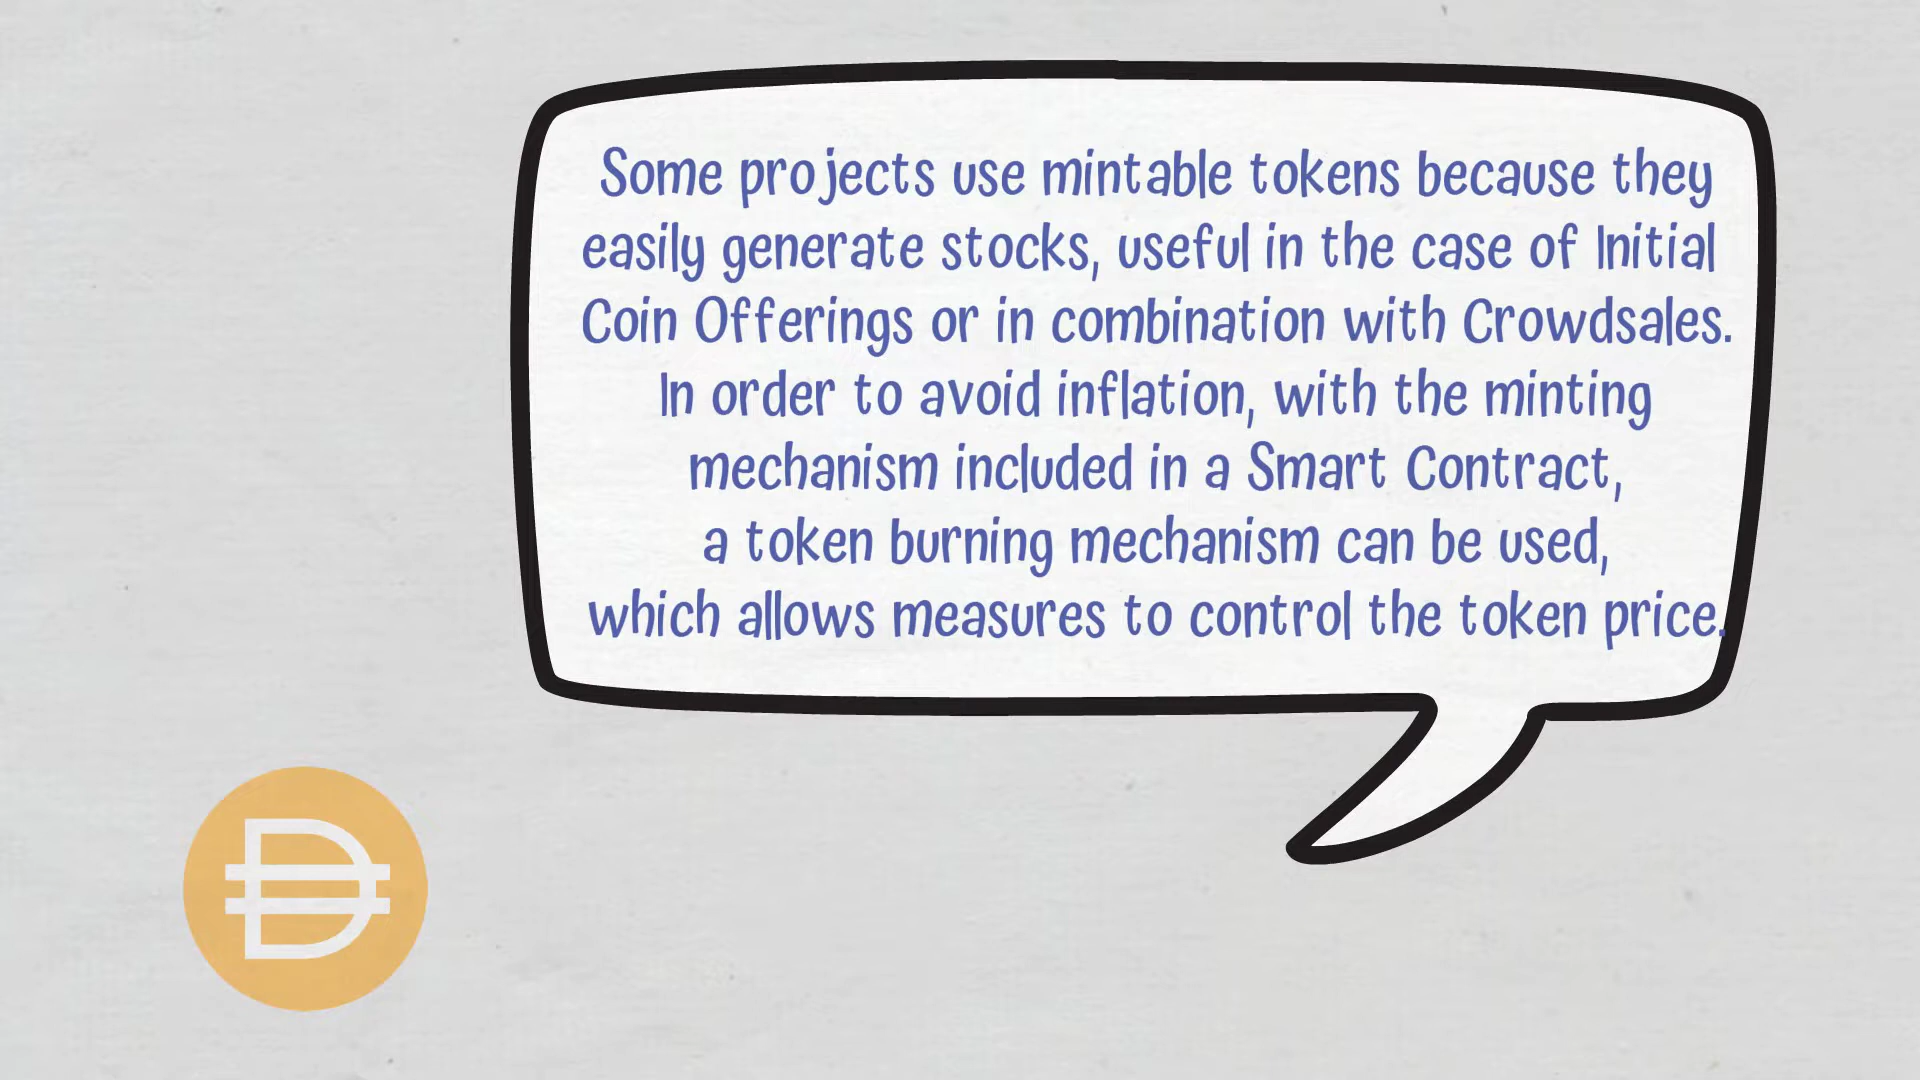 Some projects use mintable tokens because they
easily generate stocks, useful in the case of Initial
Coin Offerings or in combination with Crowdsales.
In order to avoid inflation, with the minting
mechanism included in a Smart Contract,
a token burning mechanism can be used,
which allows measures to control the token price.